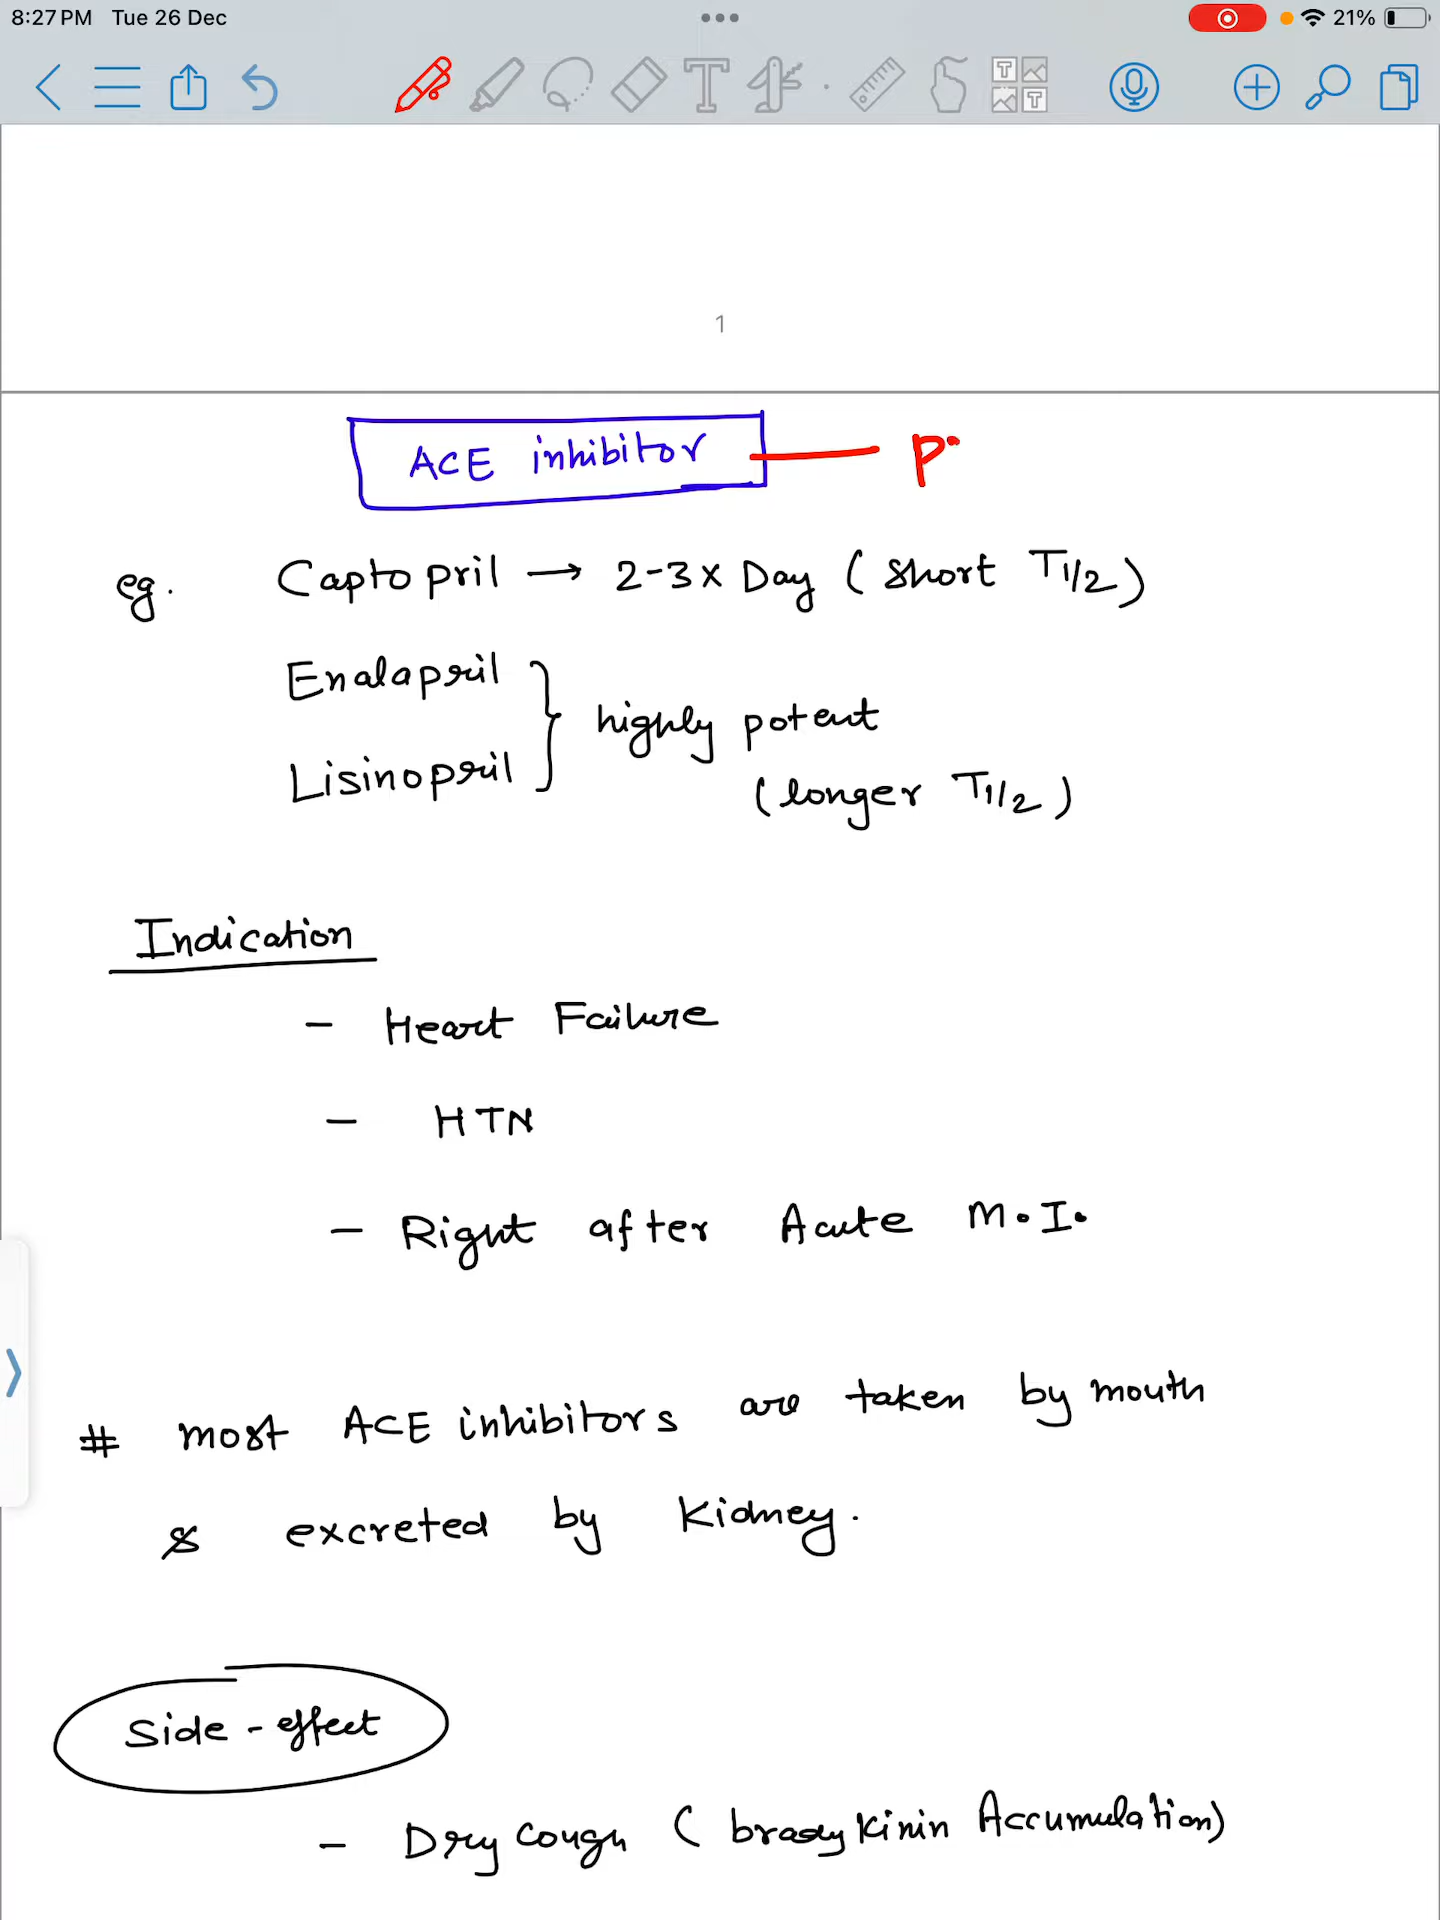 8:27 PM Tue 26 Dec
21%
1
ACE inhibitor — P
eg. Captopril → 2-3x Day (short T1/2)
Enalapril
highly potent
Lisinopril
(longer T1/2)
Indication
- Heart Failure
- HTN
- Right after Acute M.I.
# most ACE inhibitors are taken by mouth
& excreted by Kidney.
Side-effect
- Dry cough (bradykinin Accumulation)